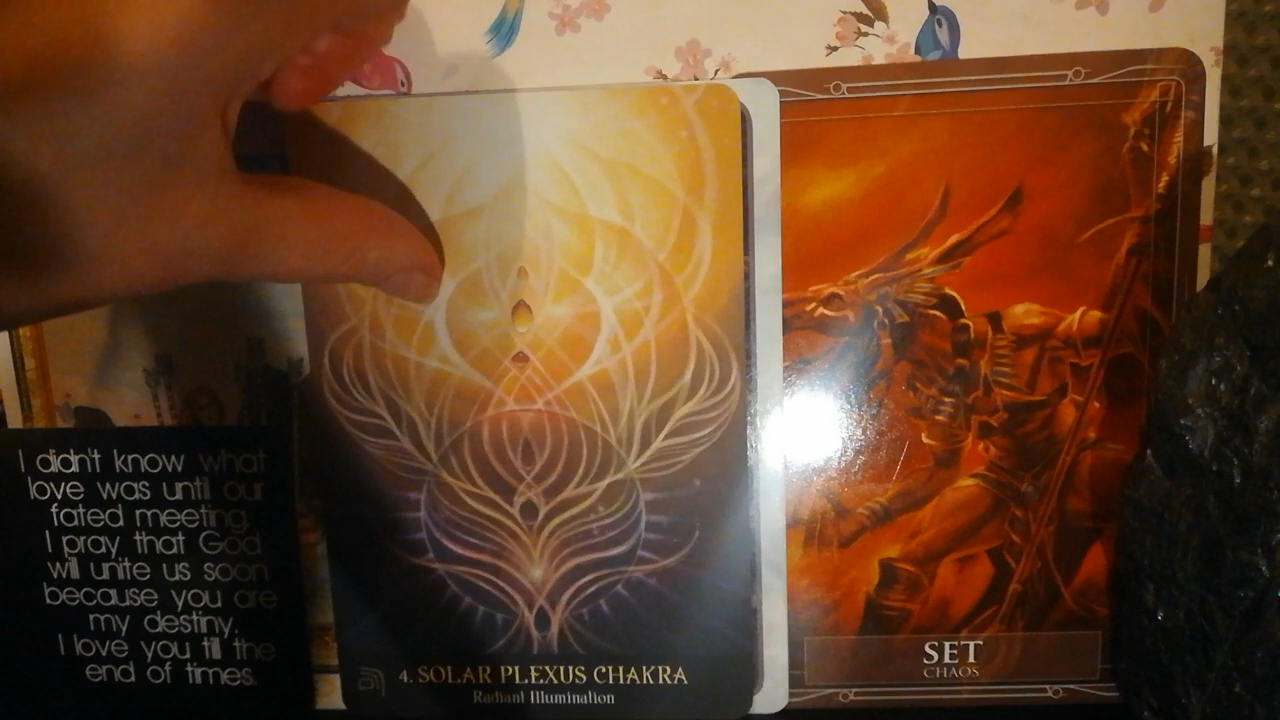 I didn't know what
love was until our
fated meeting.
I pray that God
will unite us soon
because you are
my destiny.
I love you till the
end of times.
4. SOLAR PLEXUS CHAKRA
Radiant Illumination
SET
CHAOS